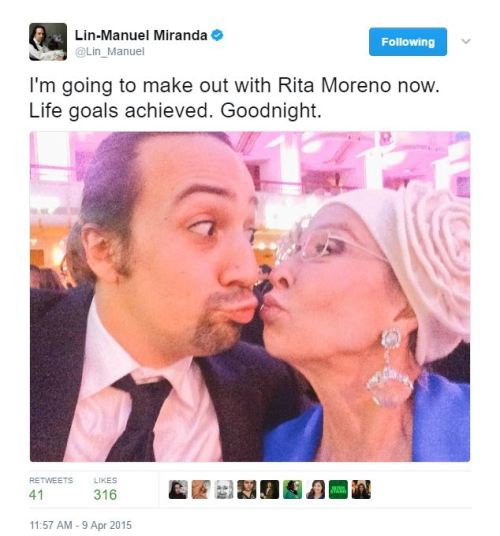 Lin-Manuel Miranda
@Lin_Manuel
Following
I'm going to make out with Rita Moreno now.
Life goals achieved. Goodnight.
RETWEETS LIKES
41 316
11:57 AM - 9 Apr 2015